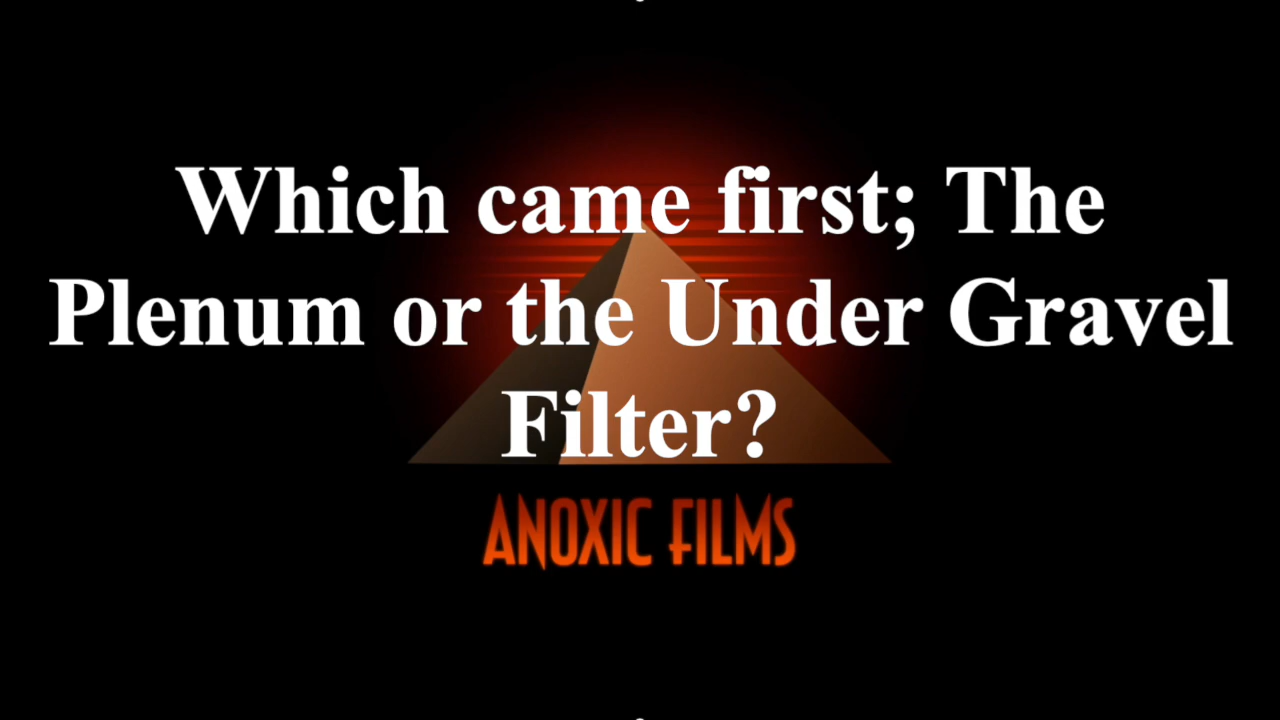 Which came first; The
Plenum or the Under Gravel
Filter?
ANOXIC FILMS